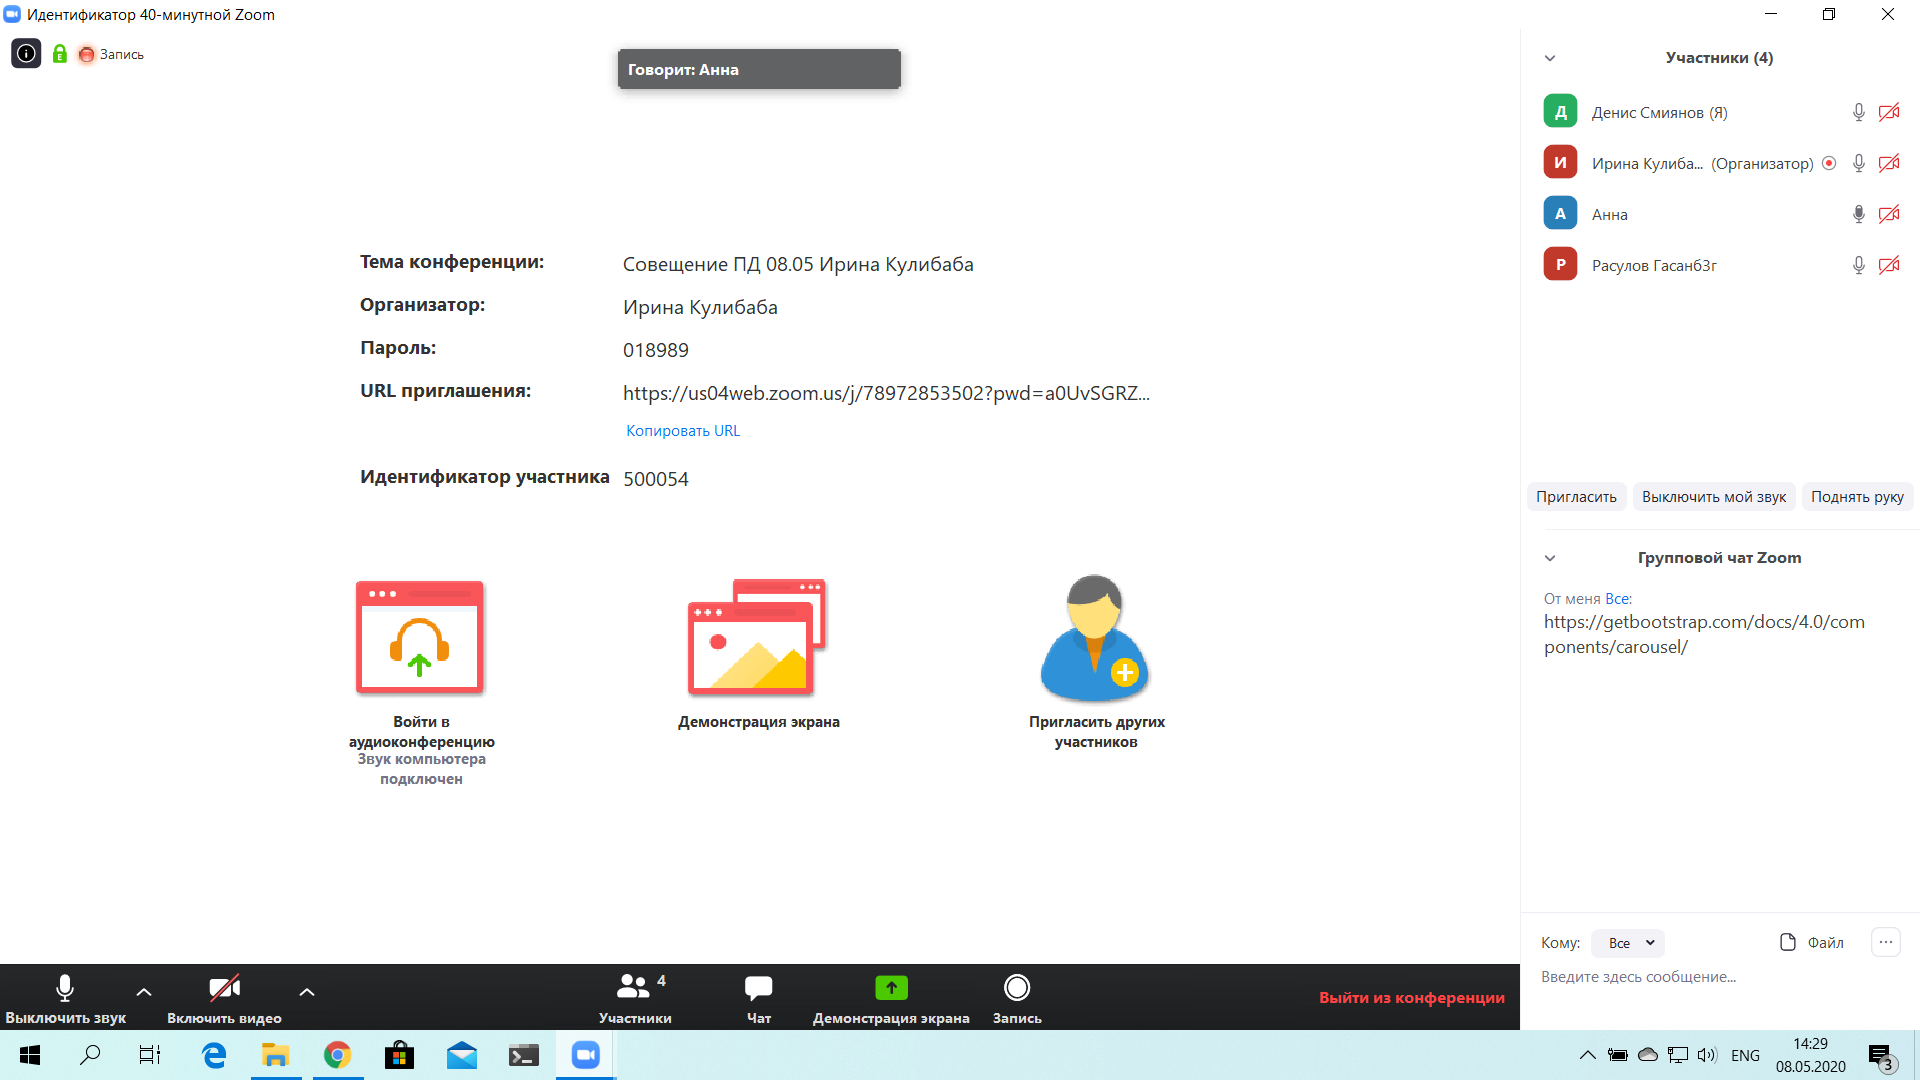 Идентификатор 40-минутной Zoom
Запись
Говорит: Анна
Тема конференции: Совещение ПД 08.05 Ирина Кулибаба
Организатор: Ирина Кулибаба
Пароль: 018989
URL приглашения: https://us04web.zoom.us/j/78972853502?pwd=a0UvSGRZ...
Копировать URL
Идентификатор участника 500054
Войти в
аудиоконференцию
Звук компьютера
подключен
Демонстрация экрана
Пригласить других
участников
Участники (4)
Д Денис Смиянов (Я)
И Ирина Кулиба... (Организатор)
А Анна
Р Расулов Гасанб3г
Пригласить Выключить мой звук Поднять руку
Групповой чат Zoom
От меня Все:
https://getbootstrap.com/docs/4.0/com
ponents/carousel/
Кому: Все Файл ...
Введите здесь сообщение...
Выключить звук Включить видео Участники 4 Чат Демонстрация экрана Запись Выйти из конференции
ENG
14:29
08.05.2020
3